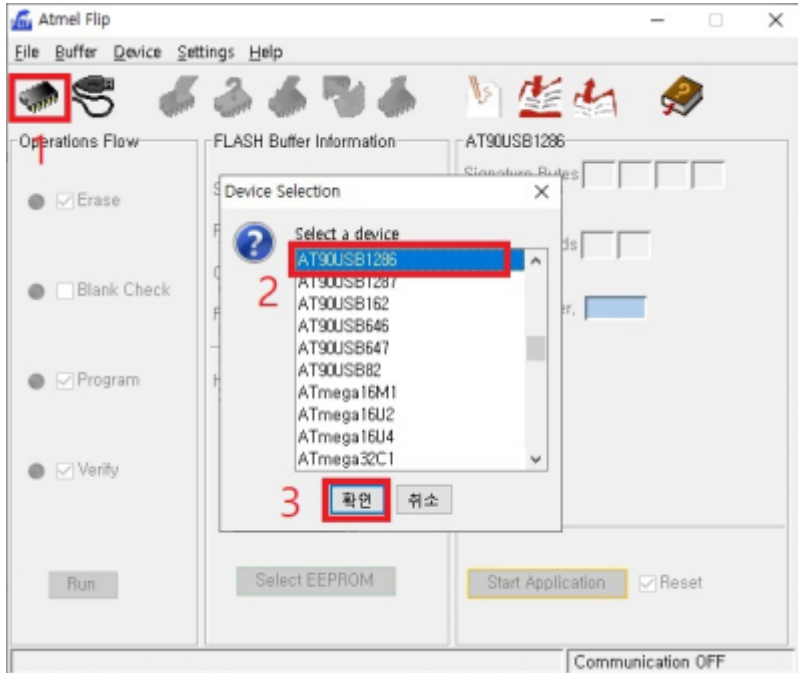 Atmel Flip
File Buffer Device Settings Help
1
Operations Flow
Erase
Blank Check
Program
Verify
Run
FLASH Buffer Information
Select EEPROM
AT90USB1286
Signature Bytes
Start Application
Reset
Device Selection
Select a device
2
AT90USB1286
AT90USB1287
AT90USB162
AT90USB646
AT90USB647
AT90USB82
ATmega16M1
ATmega16U2
ATmega16U4
ATmega32C1
3
확인 취소
Communication OFF